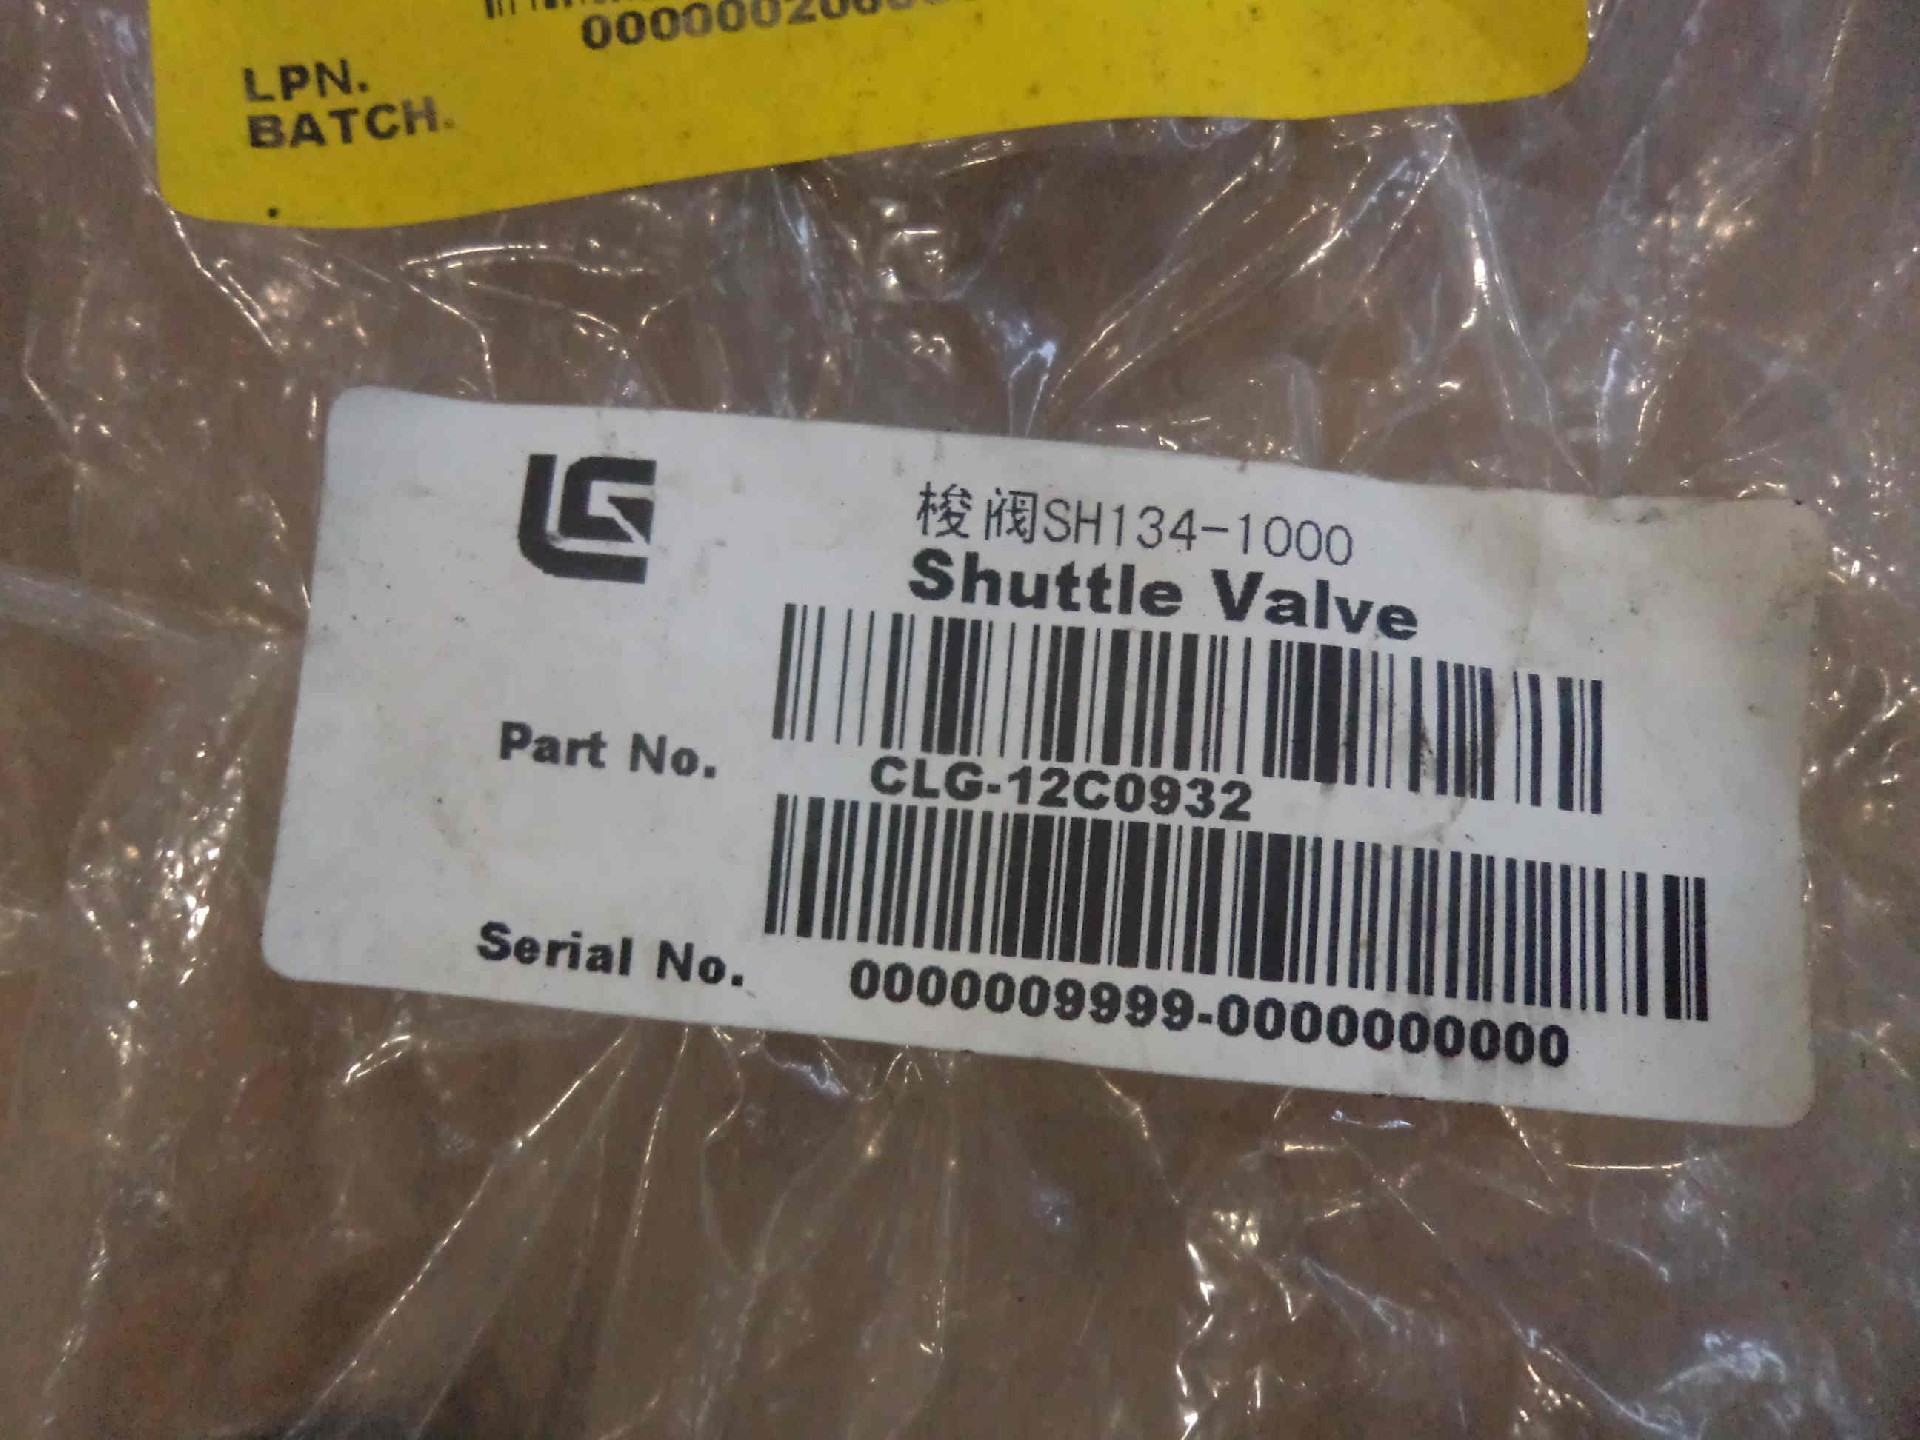 LPN.
BATCH.
LG
梭阀SH134-1000
Shuttle Valve
Part No.
CLG-12C0932
Serial No.
0000009999-0000000000